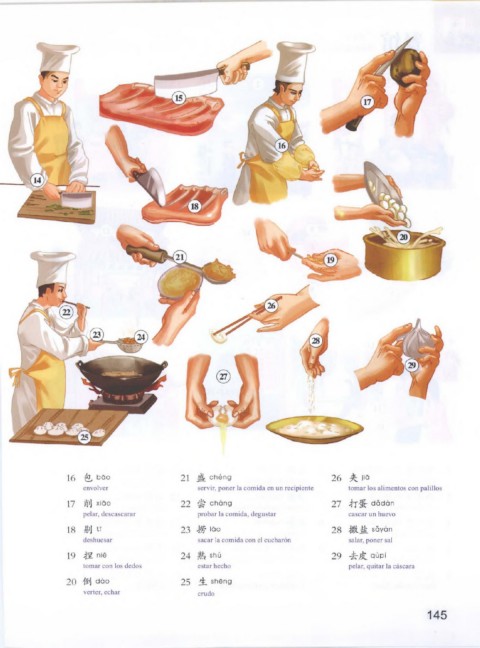 14
15
16
17
18
19
20
21
22
23
24
25
26
27
28
29
16 包 bāo
envolver
17 削 xiāo
pelar, descascarar
18 剔 tī
deshuesar
19 捏 niē
tomar con los dedos
20 倒 dào
verter, echar
21 盛 chéng
servir, poner la comida en un recipiente
22 尝 cháng
probar la comida, degustar
23 捞 lāo
sacar la comida con el cucharón
24 熟 shú
estar hecho
25 生 shēng
crudo
26 夹 jiā
tomar los alimentos con palillos
27 打蛋 dǎdàn
cascar un huevo
28 撒盐 sǎyán
salar, poner sal
29 去皮 qùpí
pelar, quitar la cáscara
145